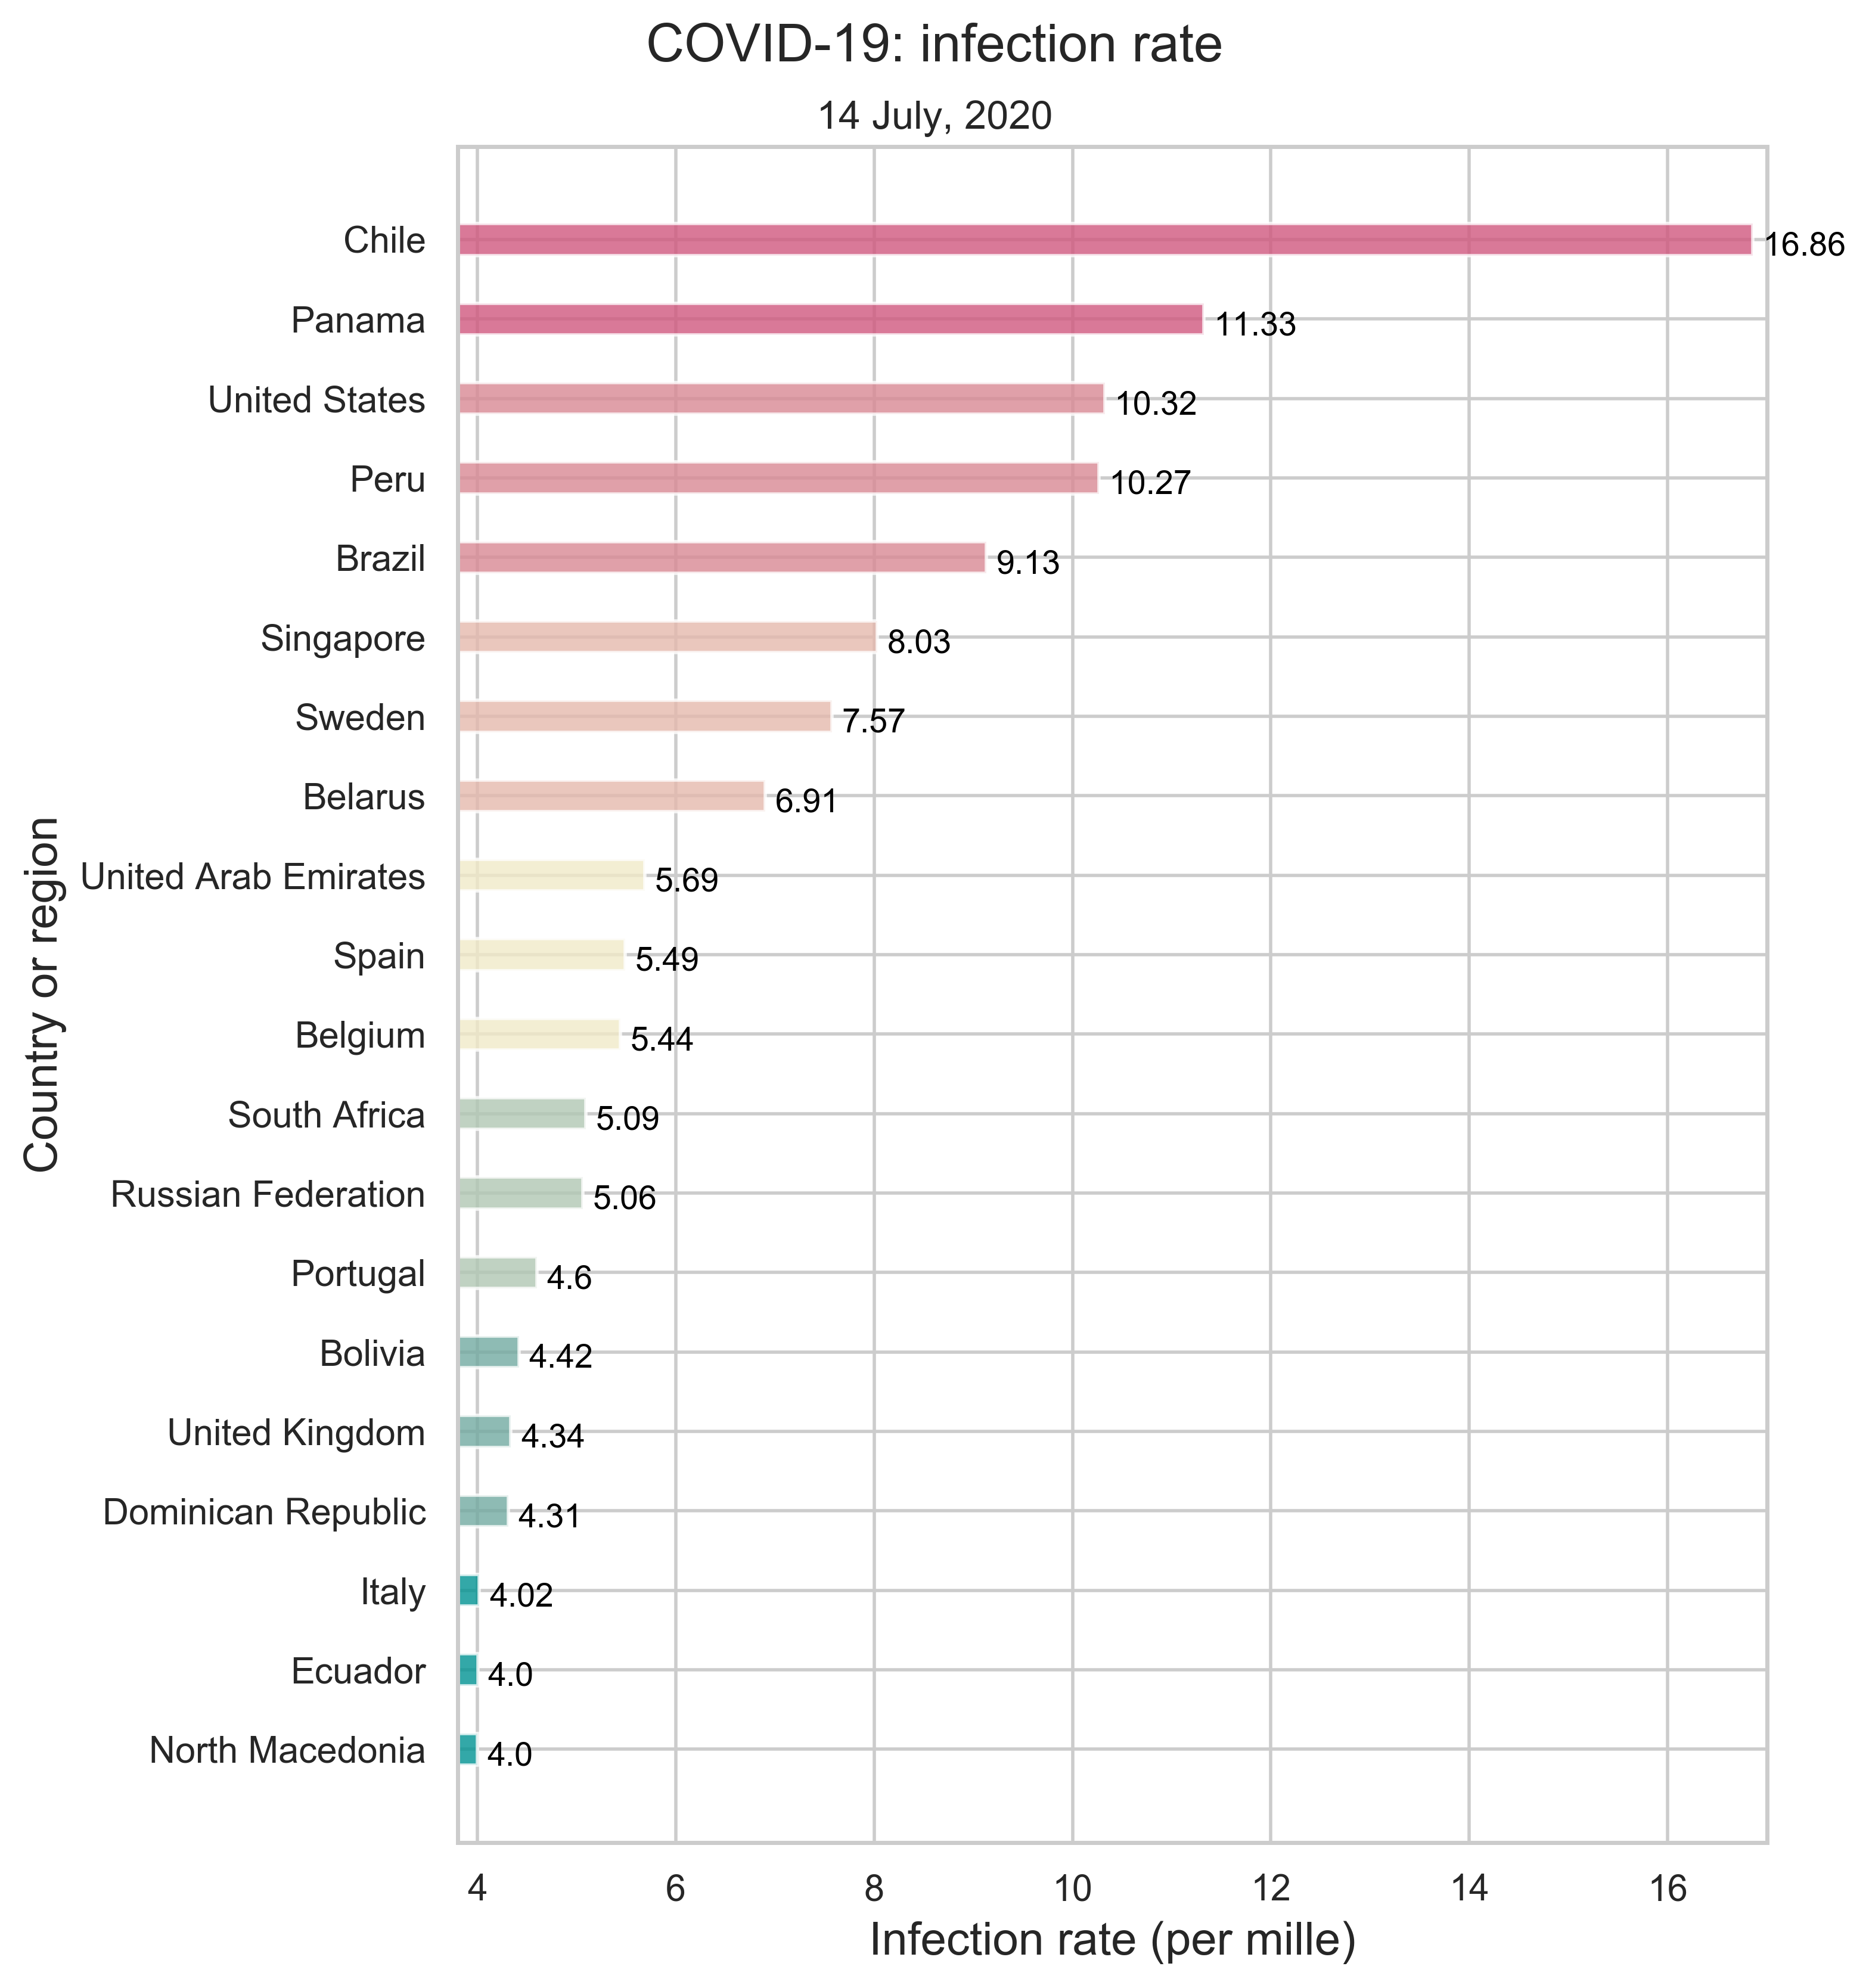 COVID-19: infection rate
14 July, 2020
Country or region
Chile 16.86
Panama 11.33
United States 10.32
Peru 10.27
Brazil 9.13
Singapore 8.03
Sweden 7.57
Belarus 6.91
United Arab Emirates 5.69
Spain 5.49
Belgium 5.44
South Africa 5.09
Russian Federation 5.06
Portugal 4.6
Bolivia 4.42
United Kingdom 4.34
Dominican Republic 4.31
Italy 4.02
Ecuador 4.0
North Macedonia 4.0
4 6 8 10 12 14 16
Infection rate (per mille)